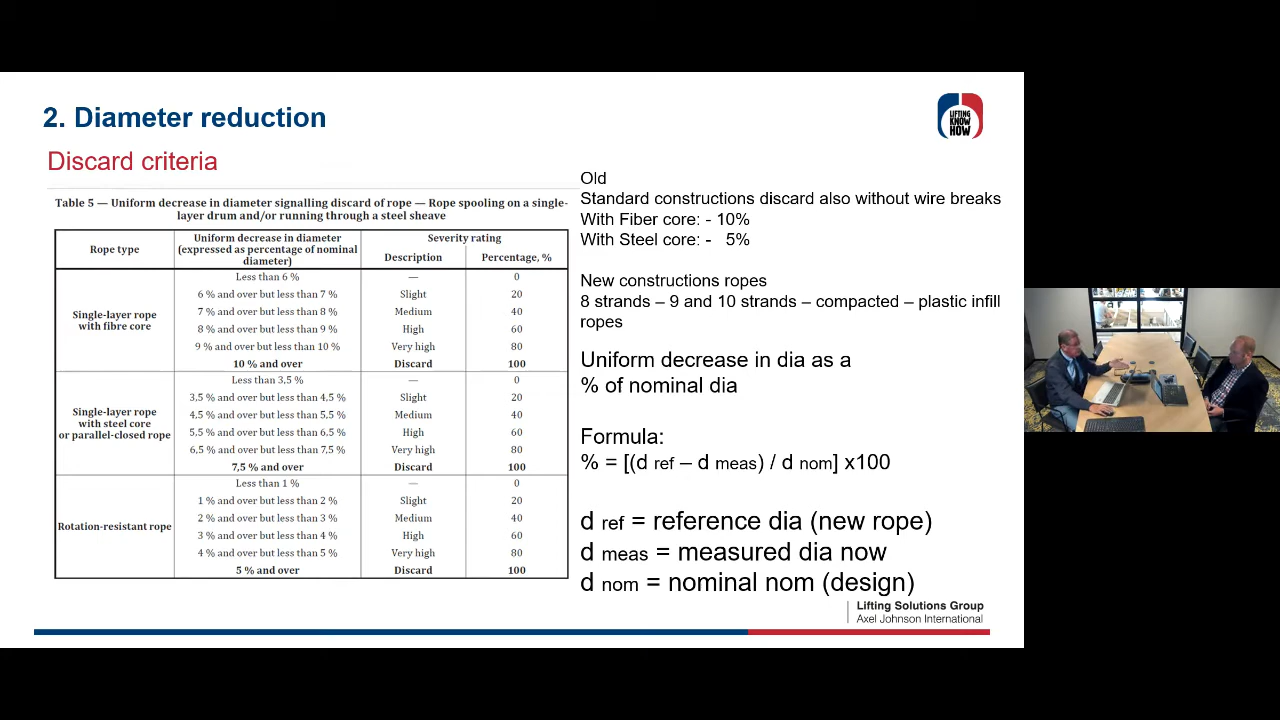 2. Diameter reduction
LIFTING
KNOW
HOW
Discard criteria
Table 5 — Uniform decrease in diameter signalling discard of rope — Rope spooling on a single-
layer drum and/or running through a steel sheave
Rope type
Uniform decrease in diameter
(expressed as percentage of nominal
diameter)
Severity rating
Description
Percentage, %
Single-layer rope
with fibre core
Less than 6 % — 0
6 % and over but less than 7 % Slight 20
7 % and over but less than 8 % Medium 40
8 % and over but less than 9 % High 60
9 % and over but less than 10 % Very high 80
10 % and over Discard 100
Single-layer rope
with steel core
or parallel-closed rope
Less than 3,5 % — 0
3,5 % and over but less than 4,5 % Slight 20
4,5 % and over but less than 5,5 % Medium 40
5,5 % and over but less than 6,5 % High 60
6,5 % and over but less than 7,5 % Very high 80
7,5 % and over Discard 100
Rotation-resistant rope
Less than 1 % — 0
1 % and over but less than 2 % Slight 20
2 % and over but less than 3 % Medium 40
3 % and over but less than 4 % High 60
4 % and over but less than 5 % Very high 80
5 % and over Discard 100
Old
Standard constructions discard also without wire breaks
With Fiber core: - 10%
With Steel core: - 5%
New constructions ropes
8 strands – 9 and 10 strands – compacted – plastic infill
ropes
Uniform decrease in dia as a
% of nominal dia
Formula:
% = [(d ref – d meas) / d nom] x100
d ref = reference dia (new rope)
d meas = measured dia now
d nom = nominal nom (design)
Lifting Solutions Group
Axel Johnson International